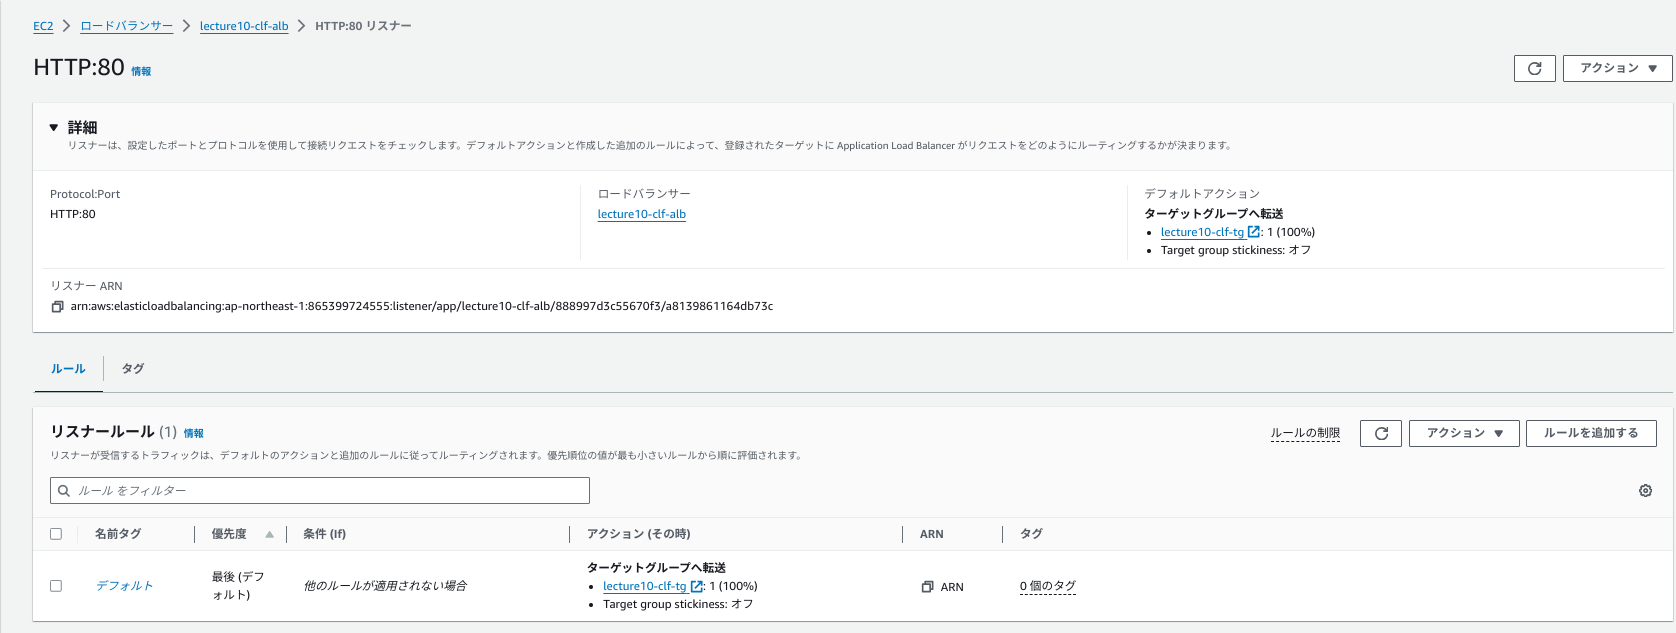 EC2 > ロードバランサー > lecture10-clf-alb > HTTP:80 リスナー
HTTP:80 情報
アクション ▼
▼ 詳細
リスナーは、設定したポートとプロトコルを使用して接続リクエストをチェックします。デフォルトアクションと作成した追加のルールによって、登録されたターゲットに Application Load Balancer がリクエストをどのようにルーティングするかが決まります。
Protocol:Port
HTTP:80
ロードバランサー
lecture10-clf-alb
デフォルトアクション
ターゲットグループへ転送
• lecture10-clf-tg : 1 (100%)
• Target group stickiness: オフ
リスナー ARN
arn:aws:elasticloadbalancing:ap-northeast-1:865399724555:listener/app/lecture10-clf-alb/888997d3c55670f3/a8139861164db73c
ルール タグ
リスナールール (1) 情報
ルールの制限 アクション ▼ ルールを追加する
リスナーが受信するトラフィックは、デフォルトのアクションと追加のルールに従ってルーティングされます。優先順位の値が最も小さいルールから順に評価されます。
ルール をフィルター
名前タグ 優先度 ▲ 条件 (If) アクション (その時) ARN タグ
デフォルト
最後 (デフ
ォルト)
他のルールが適用されない場合
ターゲットグループへ転送
• lecture10-clf-tg : 1 (100%)
• Target group stickiness: オフ
ARN
0 個のタグ